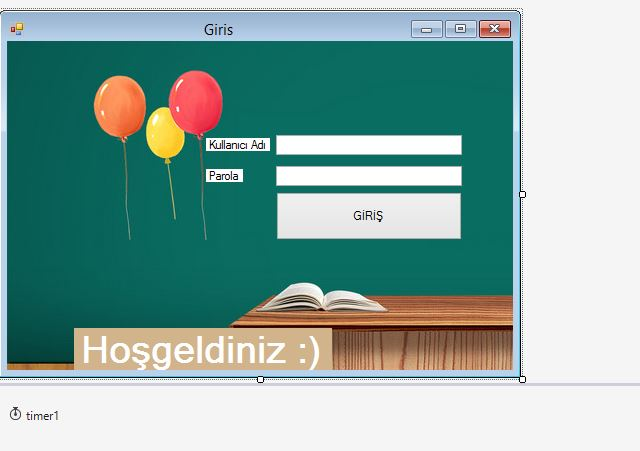 Giris
Kullanıcı Adı
Parola
GİRİŞ
Hoşgeldiniz :)
timer1